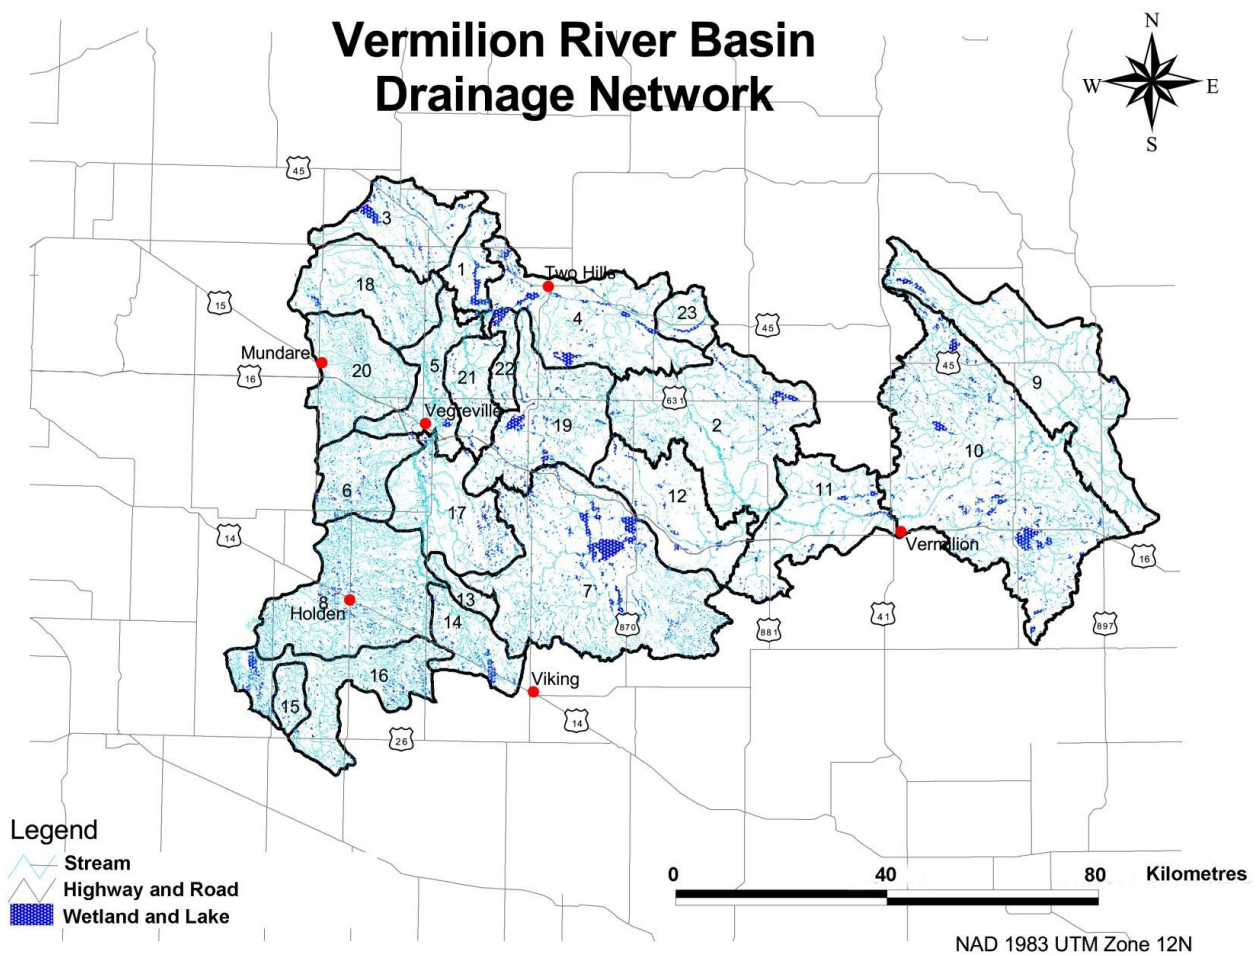 Vermilion River Basin
Drainage Network
N
W
E
S
45
3
1
Two Hills
18
15
4
23
45
Mundare
16
20
5
21
22
45
9
631
Vegreville
19
2
10
6
12
11
17
14
Vermilion
16
8
Holden
13
7
14
870
881
41
897
16
Viking
15
14
26
Legend
Stream
Highway and Road
Wetland and Lake
0
40
80
Kilometres
NAD 1983 UTM Zone 12N